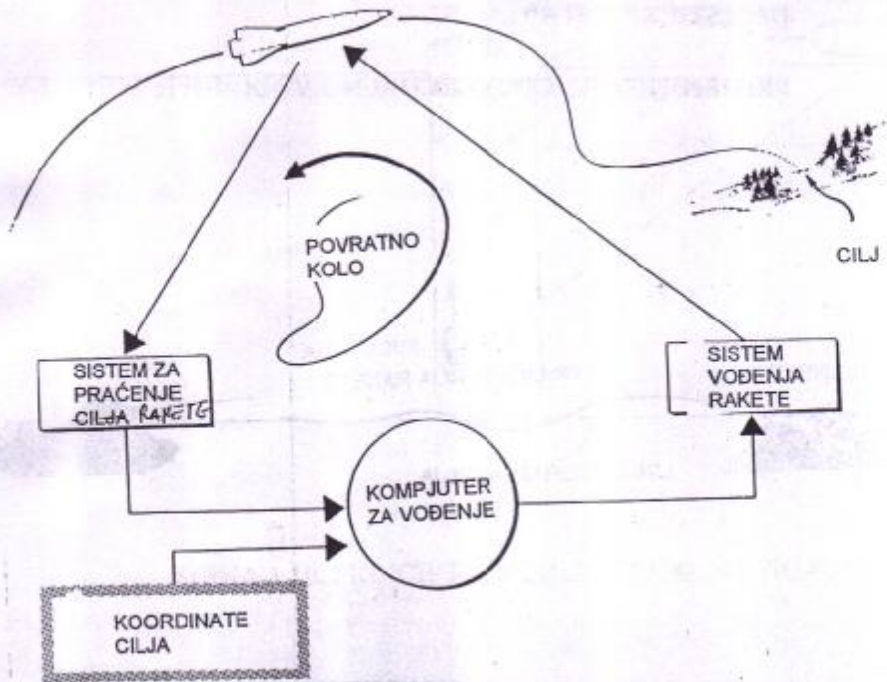 POVRATNO
KOLO
CILJ
SISTEM ZA
PRAĆENJE
CILJA RAKETE
SISTEM
VOĐENJA
RAKETE
KOMPJUTER
ZA VOĐENJE
KOORDINATE
CILJA